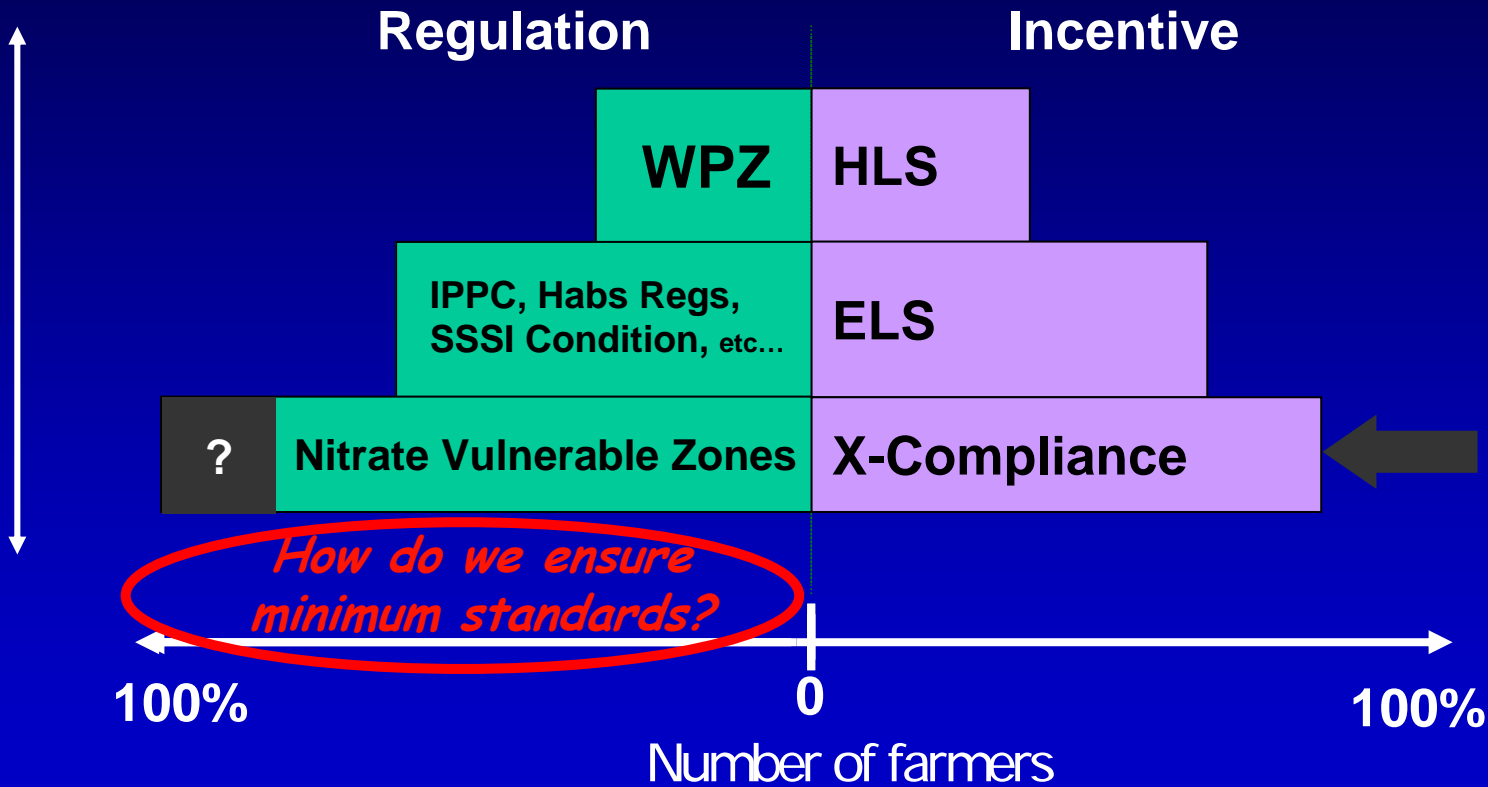 Regulation Incentive
WPZ HLS
IPPC, Habs Regs,
SSSI Condition, etc...
ELS
? Nitrate Vulnerable Zones X-Compliance
How do we ensure
minimum standards?
100% 0 100%
Number of farmers